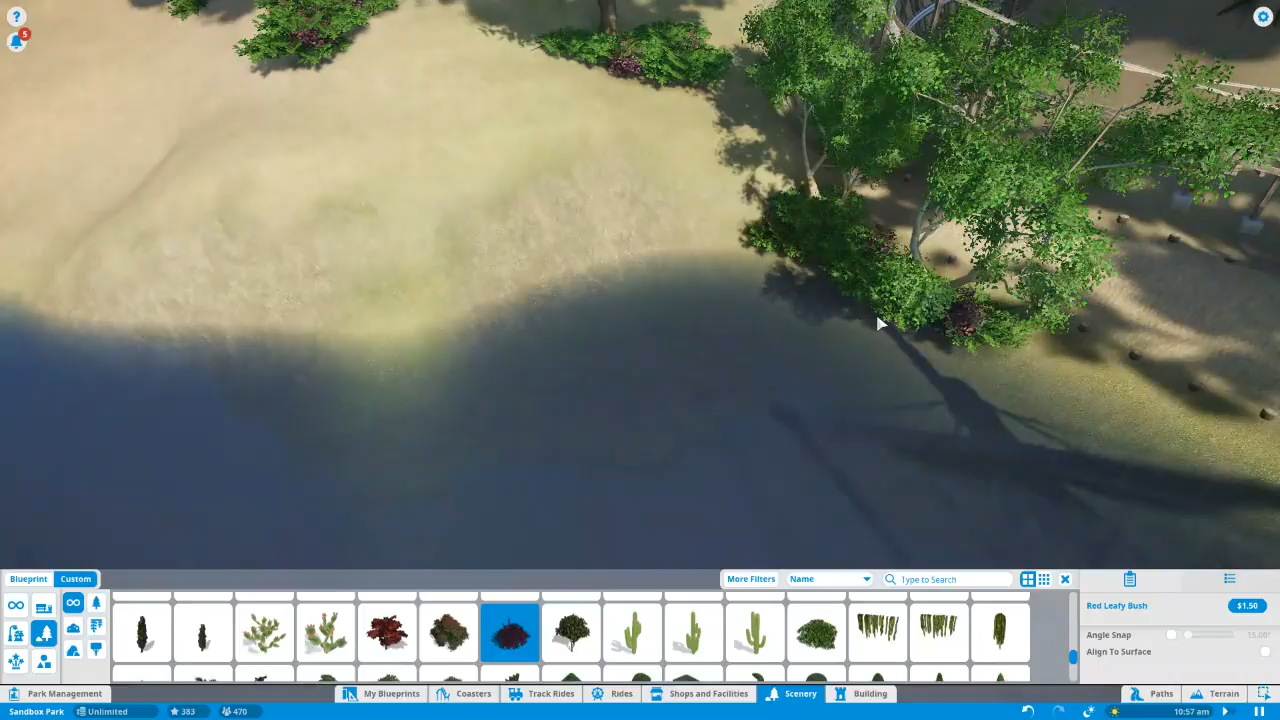 ?
5
Blueprint
Custom
More Filters
Name
Type to Search
Red Leafy Bush
$1.50
Angle Snap
15.00°
Align To Surface
Park Management
My Blueprints
Coasters
Track Rides
Rides
Shops and Facilities
Scenery
Building
Paths
Terrain
Sandbox Park
Unlimited
383
470
10:57 am